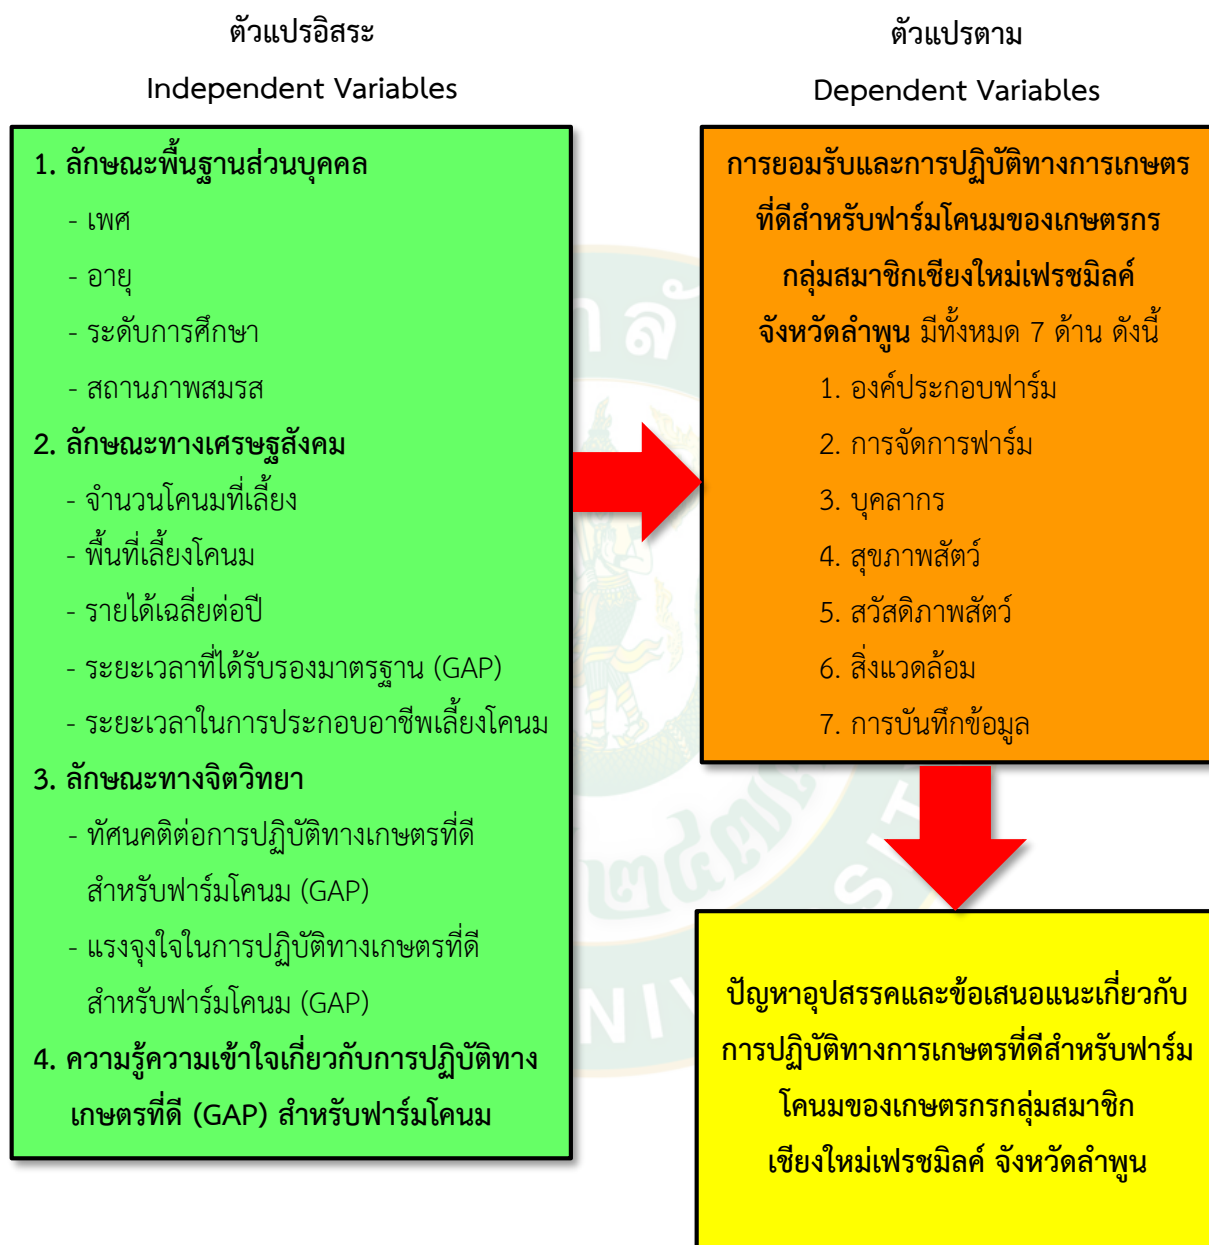 ตัวแปรอิสระ
Independent Variables
1. ลักษณะพื้นฐานส่วนบุคคล
- เพศ
- อายุ
- ระดับการศึกษา
- สถานภาพสมรส
2. ลักษณะทางเศรษฐสังคม
- จำนวนโคนมที่เลี้ยง
- พื้นที่เลี้ยงโคนม
- รายได้เฉลี่ยต่อปี
- ระยะเวลาที่ได้รับรองมาตรฐาน (GAP)
- ระยะเวลาในการประกอบอาชีพเลี้ยงโคนม
3. ลักษณะทางจิตวิทยา
- ทัศนคติต่อการปฏิบัติทางเกษตรที่ดี
สำหรับฟาร์มโคนม (GAP)
- แรงจุงใจในการปฏิบัติทางเกษตรที่ดี
สำหรับฟาร์มโคนม (GAP)
4. ความรู้ความเข้าใจเกี่ยวกับการปฏิบัติทาง
เกษตรที่ดี (GAP) สำหรับฟาร์มโคนม
ตัวแปรตาม
Dependent Variables
การยอมรับและการปฏิบัติทางการเกษตร
ที่ดีสำหรับฟาร์มโคนมของเกษตรกร
กลุ่มสมาชิกเชียงใหม่เฟรชมิลค์
จังหวัดลำพูน มีทั้งหมด 7 ด้าน ดังนี้
1. องค์ประกอบฟาร์ม
2. การจัดการฟาร์ม
3. บุคลากร
4. สุขภาพสัตว์
5. สวัสดิภาพสัตว์
6. สิ่งแวดล้อม
7. การบันทึกข้อมูล
ปัญหาอุปสรรคและข้อเสนอแนะเกี่ยวกับ
การปฏิบัติทางการเกษตรที่ดีสำหรับฟาร์ม
โคนมของเกษตรกรกลุ่มสมาชิก
เชียงใหม่เฟรชมิลค์ จังหวัดลำพูน